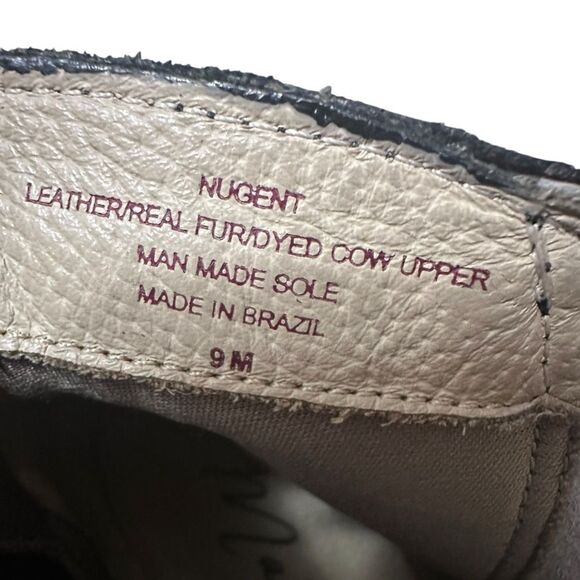 NUGENT
LEATHER/REAL FUR/DYED COW UPPER
MAN MADE SOLE
MADE IN BRAZIL
9 M